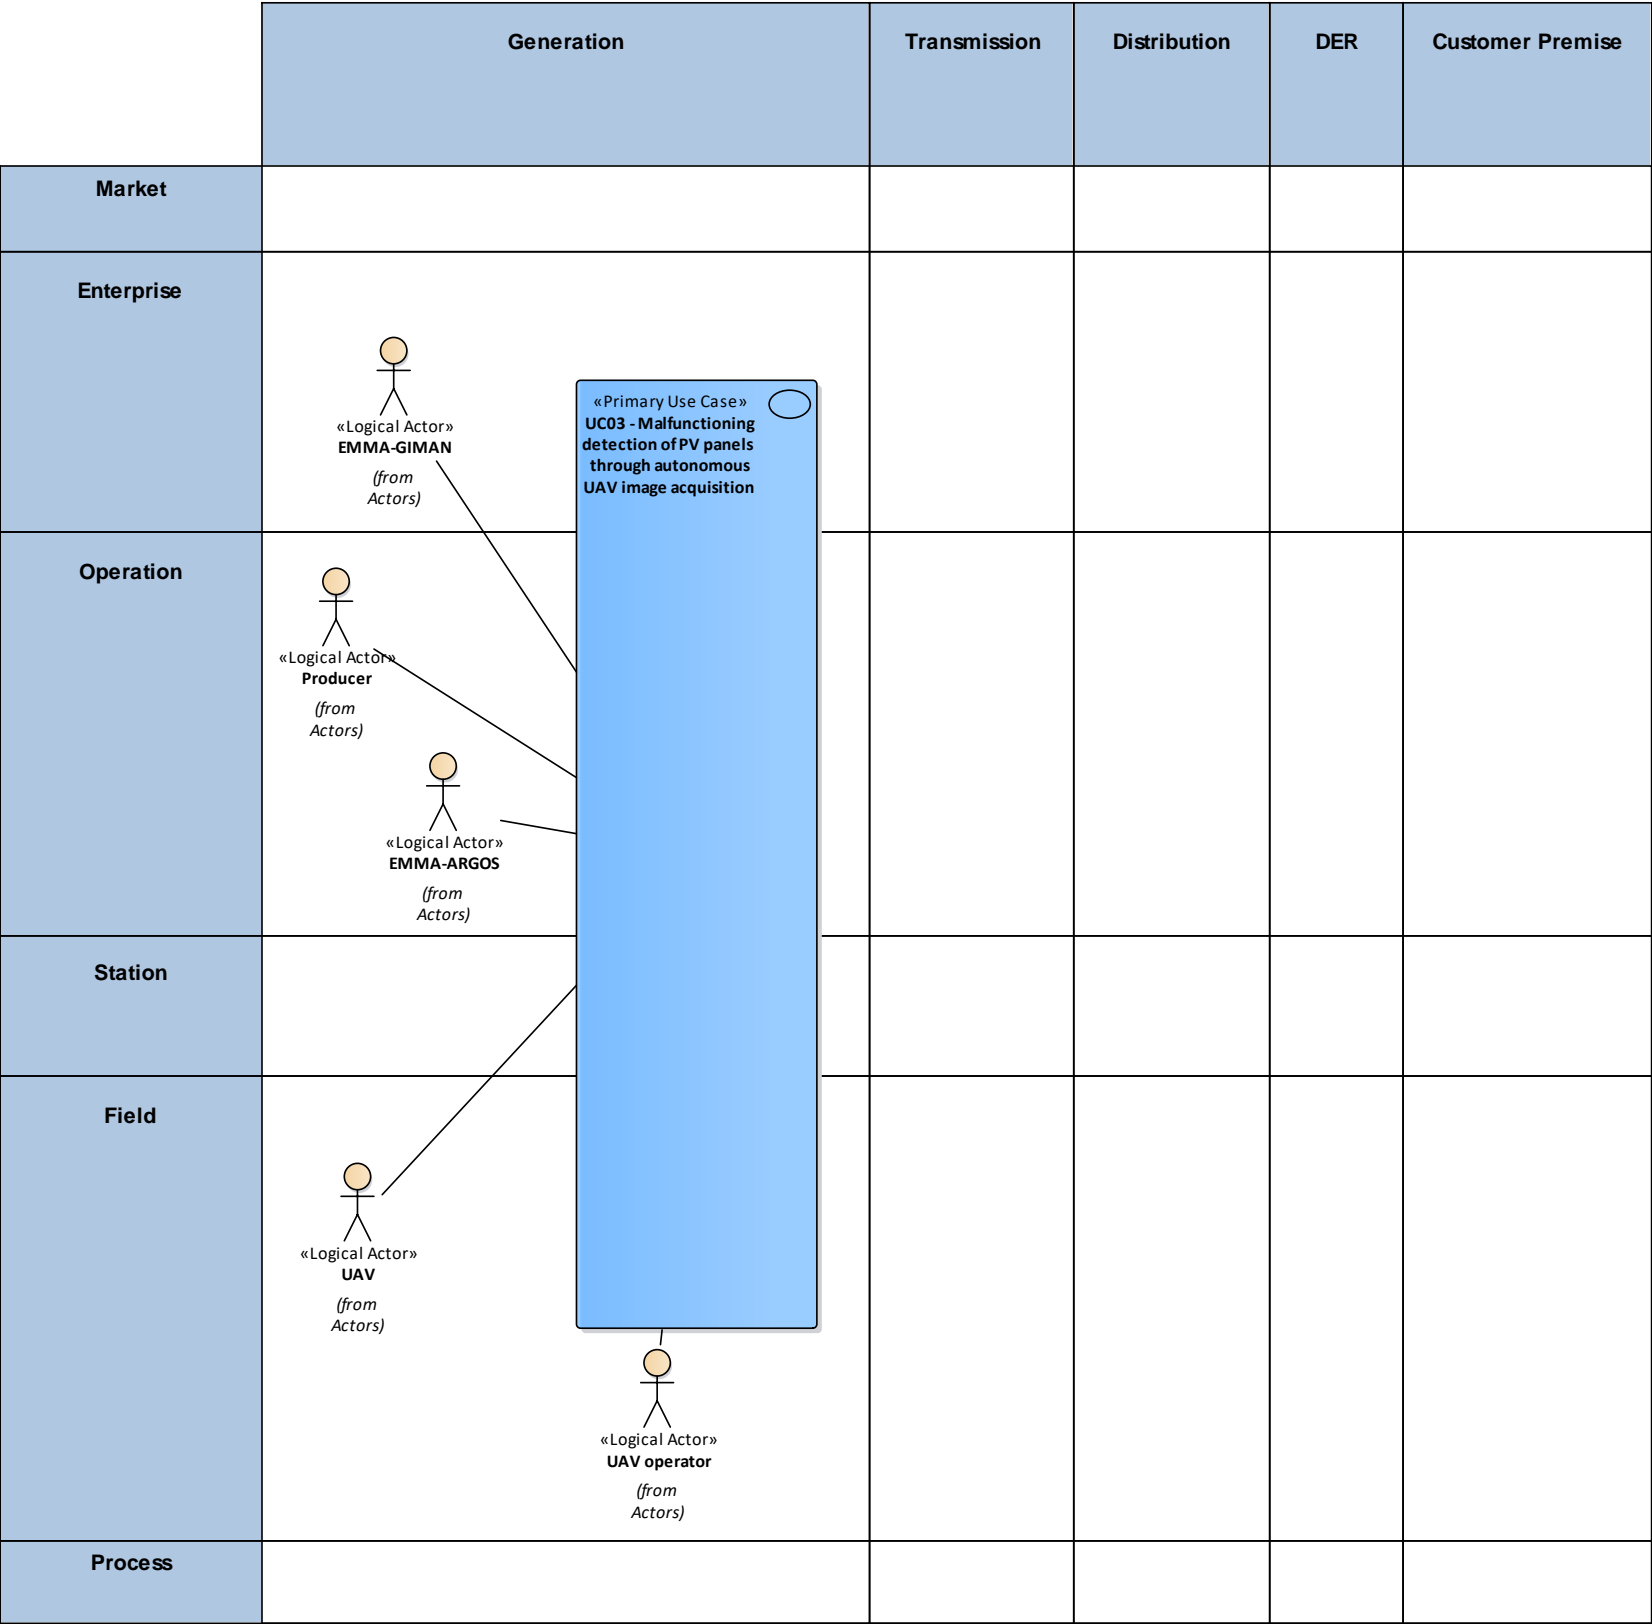 Generation
Transmission
Distribution
DER
Customer Premise
Market
Enterprise
«Logical Actor»
EMMA-GIMAN
(from
Actors)
«Primary Use Case»
UC03 - Malfunctioning
detection of PV panels
through autonomous
UAV image acquisition
Operation
«Logical Actor»
Producer
(from
Actors)
«Logical Actor»
EMMA-ARGOS
(from
Actors)
Station
Field
«Logical Actor»
UAV
(from
Actors)
«Logical Actor»
UAV operator
(from
Actors)
Process